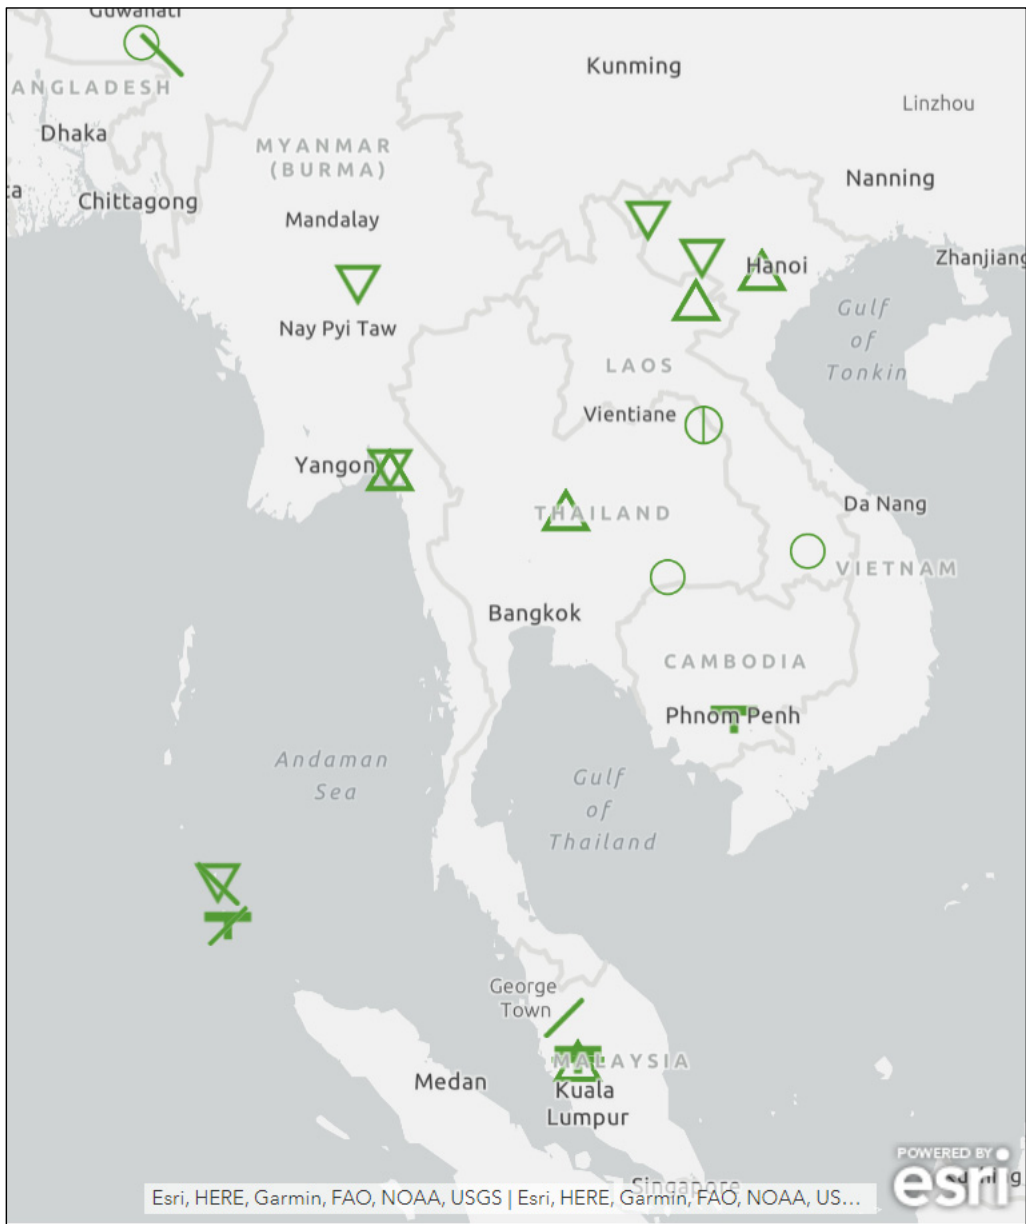 Guwahati
Kunming
ANGLADESH
Linzhou
Dhaka
MYANMAR
(BURMA)
Nanning
ta
Chittagong
Mandalay
Hanoi
Zhanjiang
Gulf
of
Tonkin
Nay Pyi Taw
LAOS
Vientiane
Yangon
THAILAND
Da Nang
VIETNAM
Bangkok
CAMBODIA
Phnom Penh
Andaman
Sea
Gulf
of
Thailand
George
Town
MALAYSIA
Medan
Kuala
Lumpur
Singapore
POWERED BY
esri
Esri, HERE, Garmin, FAO, NOAA, USGS | Esri, HERE, Garmin, FAO, NOAA, US...